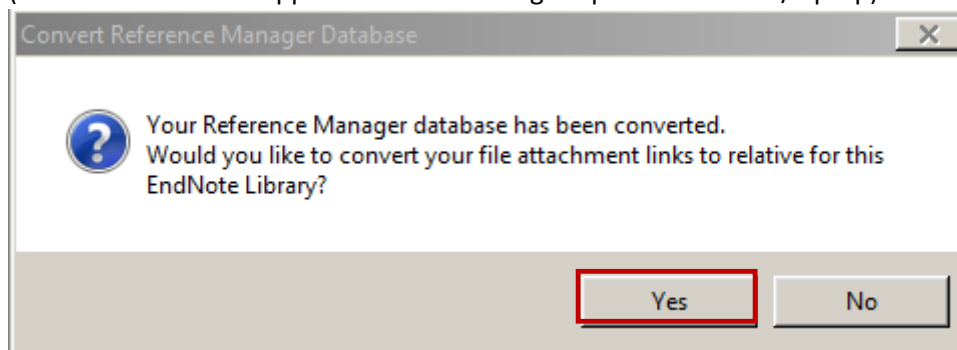 Convert Reference Manager Database
Your Reference Manager database has been converted.
Would you like to convert your file attachment links to relative for this
EndNote Library?
Yes No